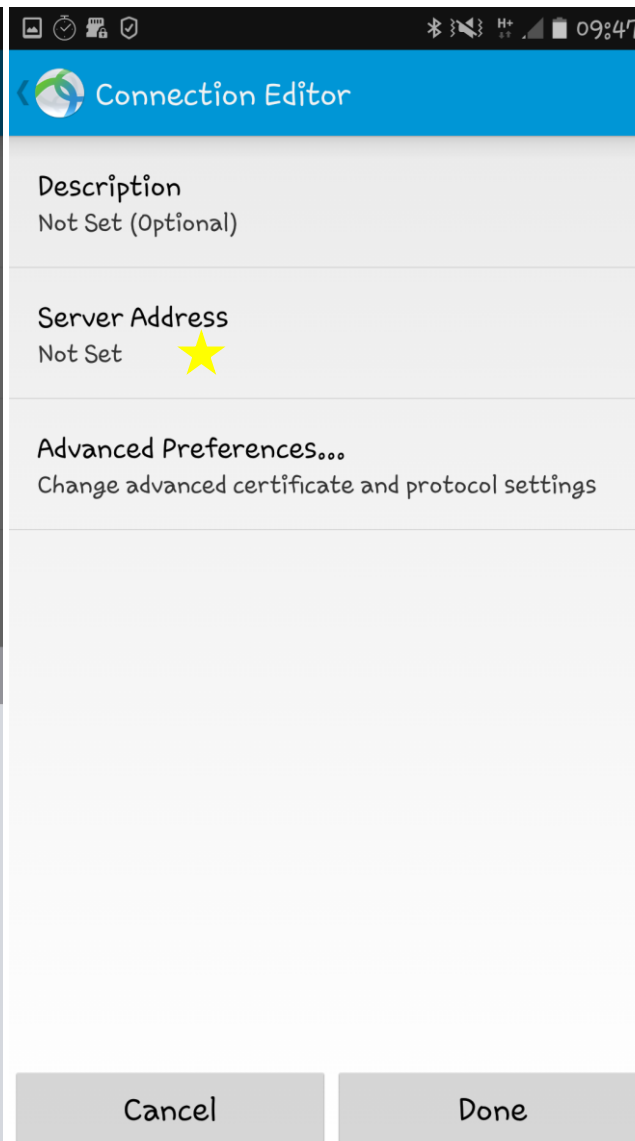 H+ 09:47
Connection Editor
Description
Not Set (Optional)
Server Address
Not Set
Advanced Preferences...
Change advanced certificate and protocol settings
Cancel Done